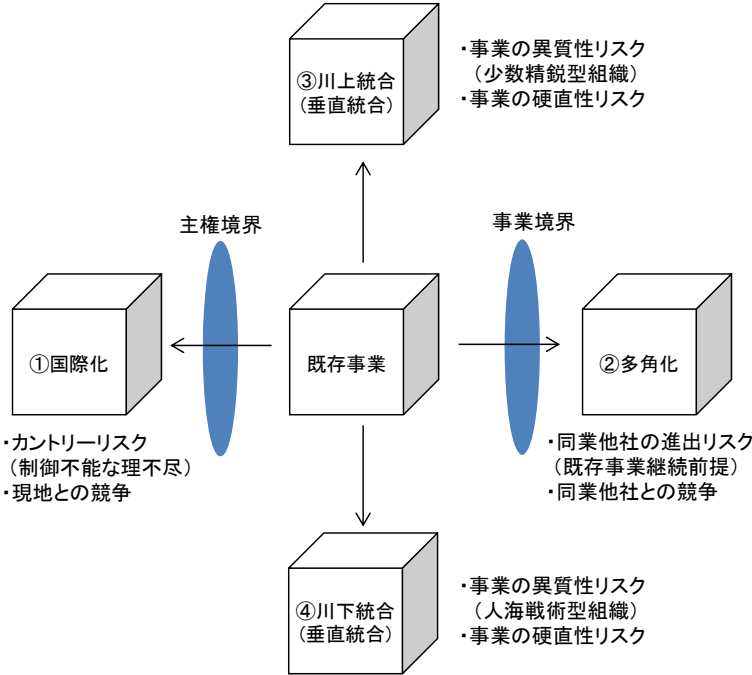 ③川上統合
(垂直統合)
・事業の異質性リスク
（少数精鋭型組織）
・事業の硬直性リスク
主権境界
事業境界
①国際化
既存事業
②多角化
・カントリーリスク
（制御不能な理不尽）
・現地との競争
・同業他社の進出リスク
（既存事業継続前提）
・同業他社との競争
④川下統合
(垂直統合)
・事業の異質性リスク
（人海戦術型組織）
・事業の硬直性リスク